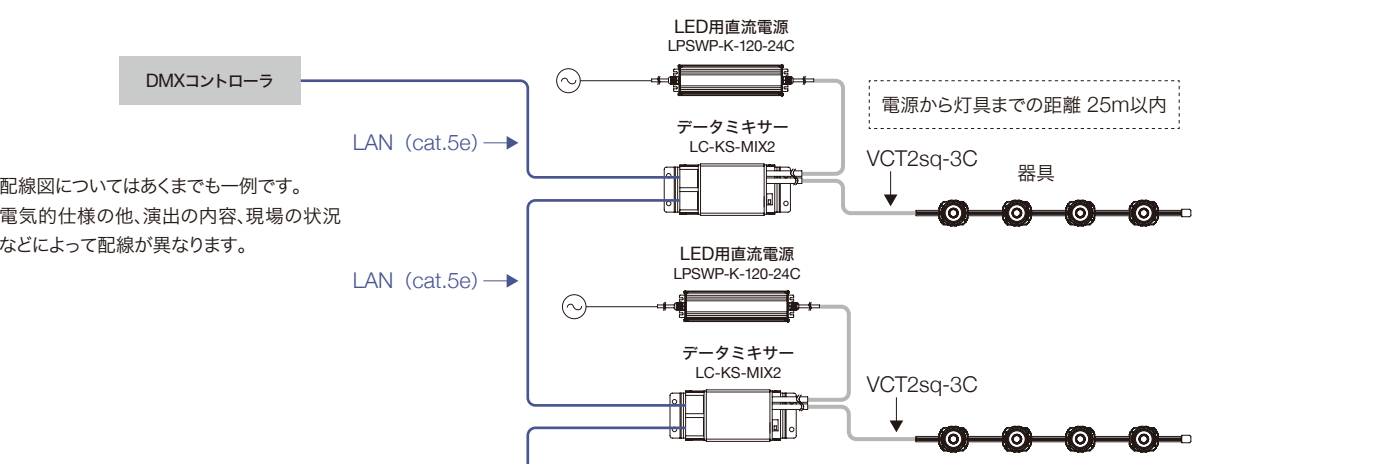 LED用直流電源
LPSWP-K-120-24C
DMXコントローラ
電源から灯具までの距離 25m以内
データミキサー
LC-KS-MIX2
LAN（cat.5e）
VCT2sq-3C
器具
配線図についてはあくまでも一例です。
電気的仕様の他、演出の内容、現場の状況
などによって配線が異なります。
LED用直流電源
LPSWP-K-120-24C
LAN（cat.5e）
データミキサー
LC-KS-MIX2
VCT2sq-3C